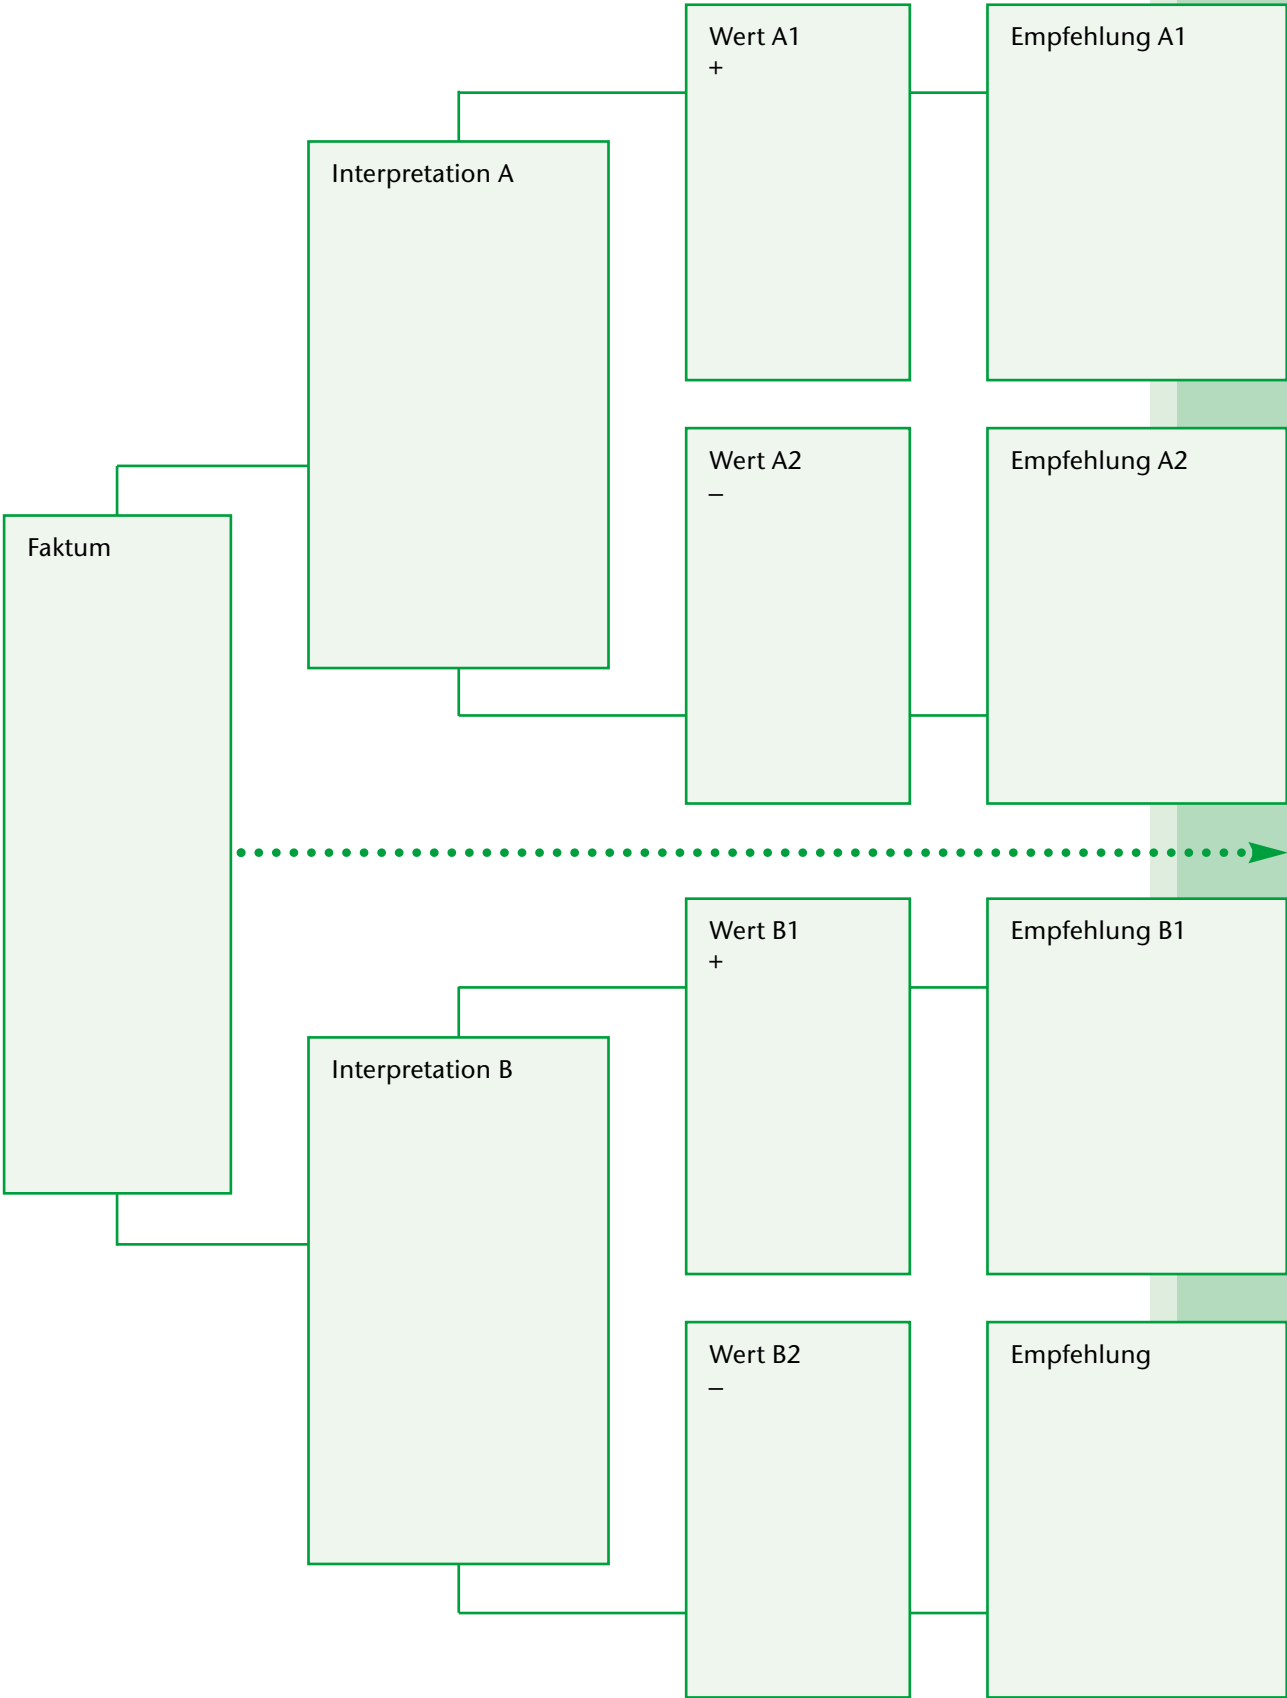 Wert A1
+
Empfehlung A1
Interpretation A
Wert A2
–
Empfehlung A2
Faktum
Wert B1
+
Empfehlung B1
Interpretation B
Wert B2
–
Empfehlung